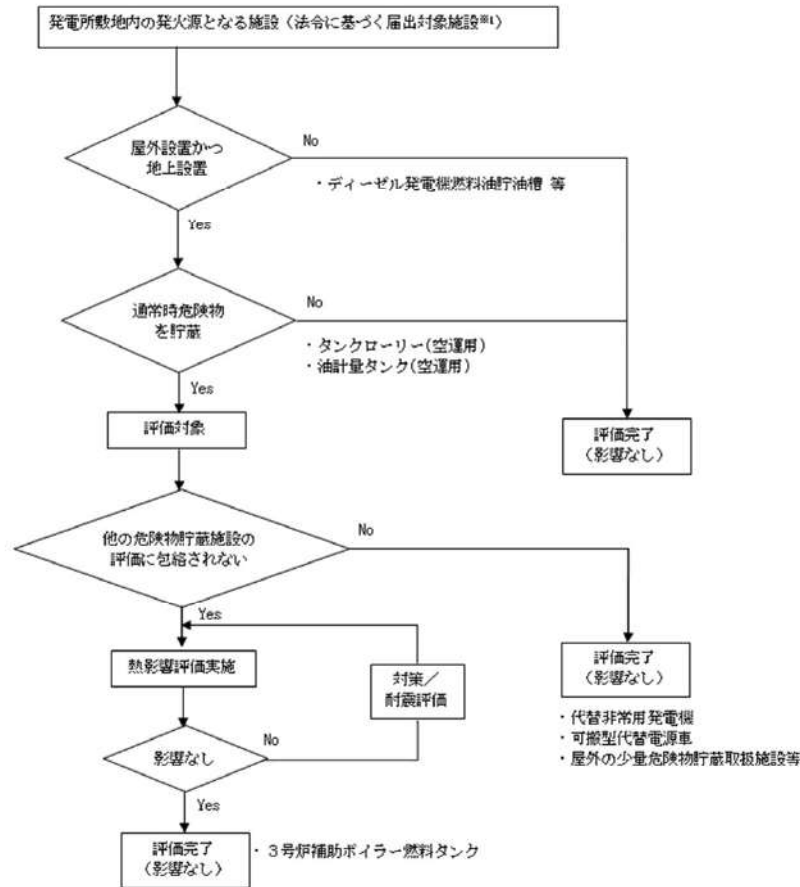 発電所敷地内の発火源となる施設（法令に基づく届出対象施設※1）
屋外設置かつ
地上設置
No
・ディーゼル発電機燃料油貯油槽 等
Yes
通常時危険物
を貯蔵
No
・タンクローリー(空運用)
・油計量タンク(空運用)
Yes
評価対象
評価完了
（影響なし）
他の危険物貯蔵施設の
評価に包絡されない
No
Yes
熱影響評価実施
対策／
耐震評価
評価完了
（影響なし）
・代替非常用発電機
・可搬型代替電源車
・屋外の少量危険物貯蔵取扱施設等
影響なし
No
Yes
評価完了
（影響なし）
・３号炉補助ボイラー燃料タンク